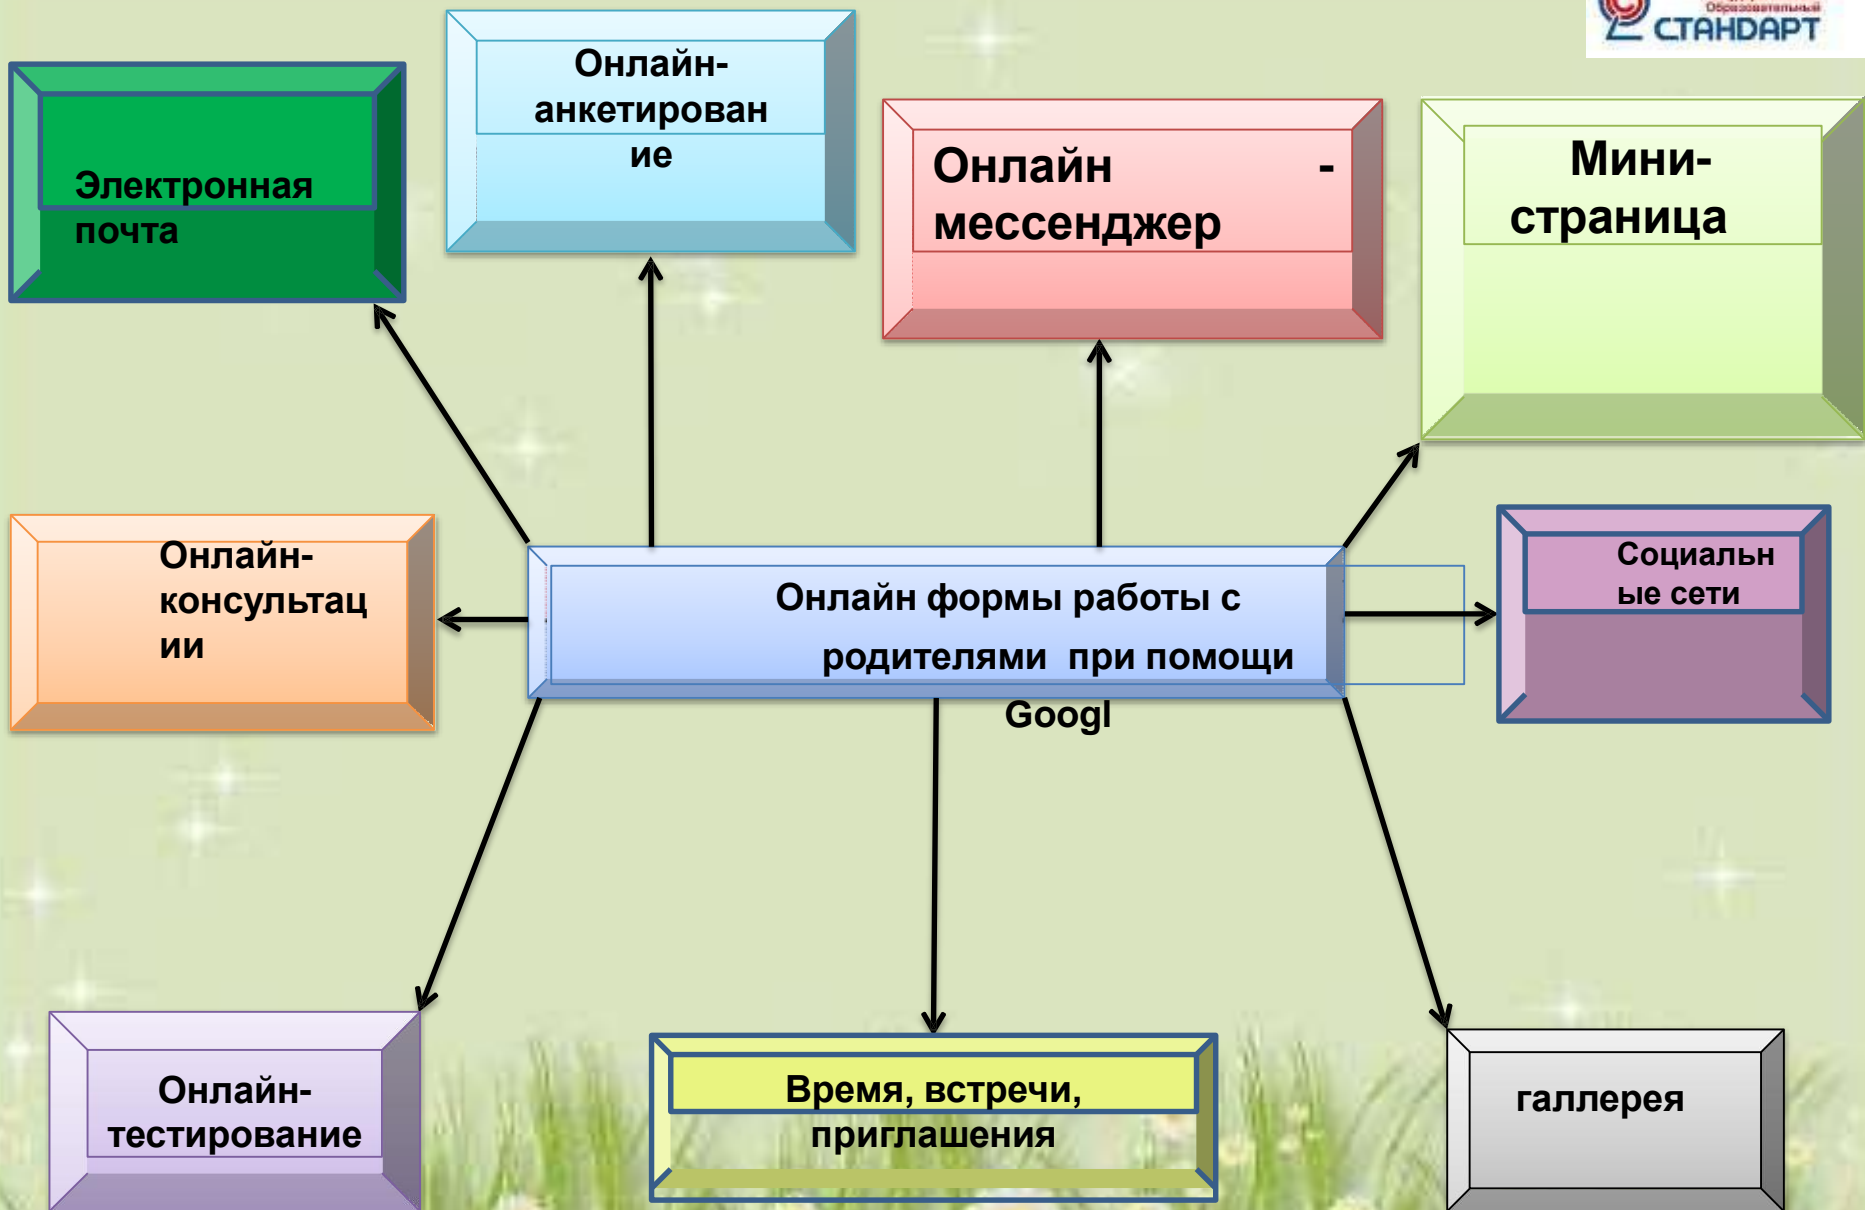 Образовательный
СТАНДАРТ
Онлайн-
анкетирован
ие
Электронная
почта
Онлайн -
мессенджер
Мини-
страница
Онлайн-
консультац
ии
Онлайн формы работы с
родителями при помощи
Googl
Социальн
ые сети
Онлайн-
тестирование
Время, встречи,
приглашения
галлерея